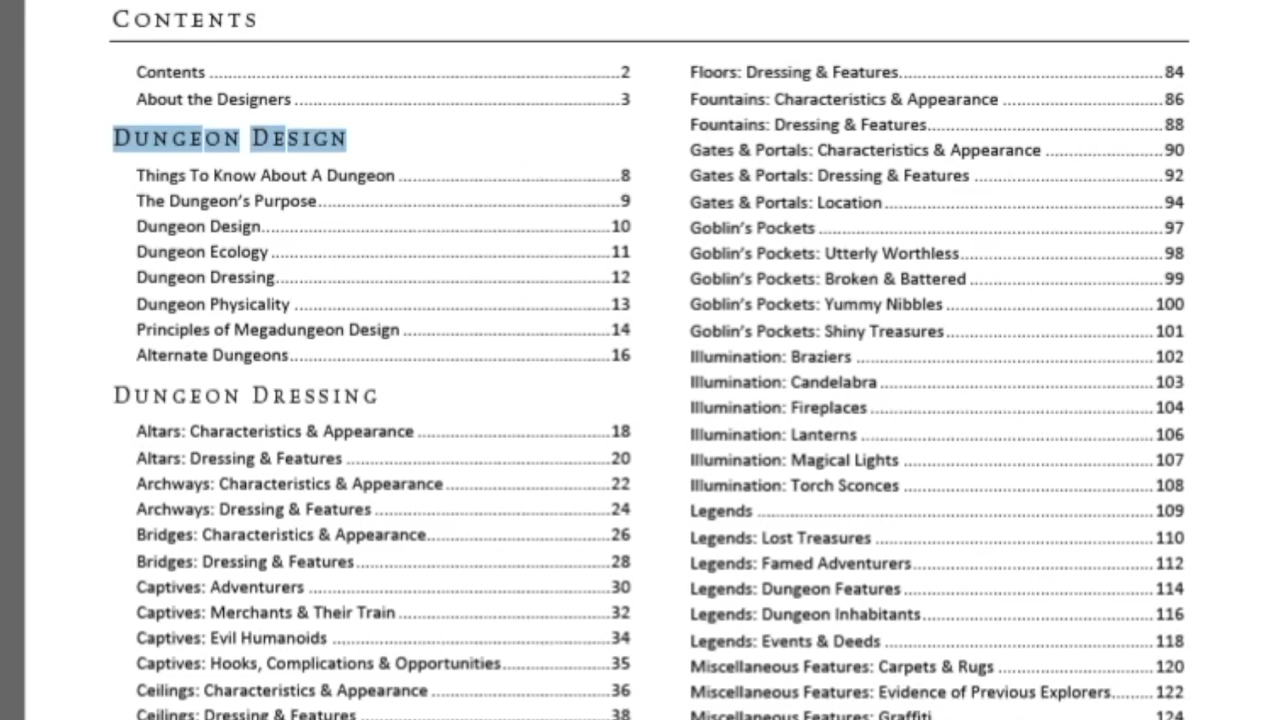 CONTENTS
Contents ........ 2
About the Designers ........ 3
DUNGEON DESIGN
Things To Know About A Dungeon ........ 8
The Dungeon's Purpose ........ 9
Dungeon Design ........ 10
Dungeon Ecology ........ 11
Dungeon Dressing ........ 12
Dungeon Physicality ........ 13
Principles of Megadungeon Design ........ 14
Alternate Dungeons ........ 16
DUNGEON DRESSING
Altars: Characteristics & Appearance ........ 18
Altars: Dressing & Features ........ 20
Archways: Characteristics & Appearance ........ 22
Archways: Dressing & Features ........ 24
Bridges: Characteristics & Appearance ........ 26
Bridges: Dressing & Features ........ 28
Captives: Adventurers ........ 30
Captives: Merchants & Their Train ........ 32
Captives: Evil Humanoids ........ 34
Captives: Hooks, Complications & Opportunities ........ 35
Ceilings: Characteristics & Appearance ........ 36
Ceilings: Dressing & Features ........ 38
Floors: Dressing & Features ........ 84
Fountains: Characteristics & Appearance ........ 86
Fountains: Dressing & Features ........ 88
Gates & Portals: Characteristics & Appearance ........ 90
Gates & Portals: Dressing & Features ........ 92
Gates & Portals: Location ........ 94
Goblin's Pockets ........ 97
Goblin's Pockets: Utterly Worthless ........ 98
Goblin's Pockets: Broken & Battered ........ 99
Goblin's Pockets: Yummy Nibbles ........ 100
Goblin's Pockets: Shiny Treasures ........ 101
Illumination: Braziers ........ 102
Illumination: Candelabra ........ 103
Illumination: Fireplaces ........ 104
Illumination: Lanterns ........ 106
Illumination: Magical Lights ........ 107
Illumination: Torch Sconces ........ 108
Legends ........ 109
Legends: Lost Treasures ........ 110
Legends: Famed Adventurers ........ 112
Legends: Dungeon Features ........ 114
Legends: Dungeon Inhabitants ........ 116
Legends: Events & Deeds ........ 118
Miscellaneous Features: Carpets & Rugs ........ 120
Miscellaneous Features: Evidence of Previous Explorers ........ 122
Miscellaneous Features: Graffiti ........ 124